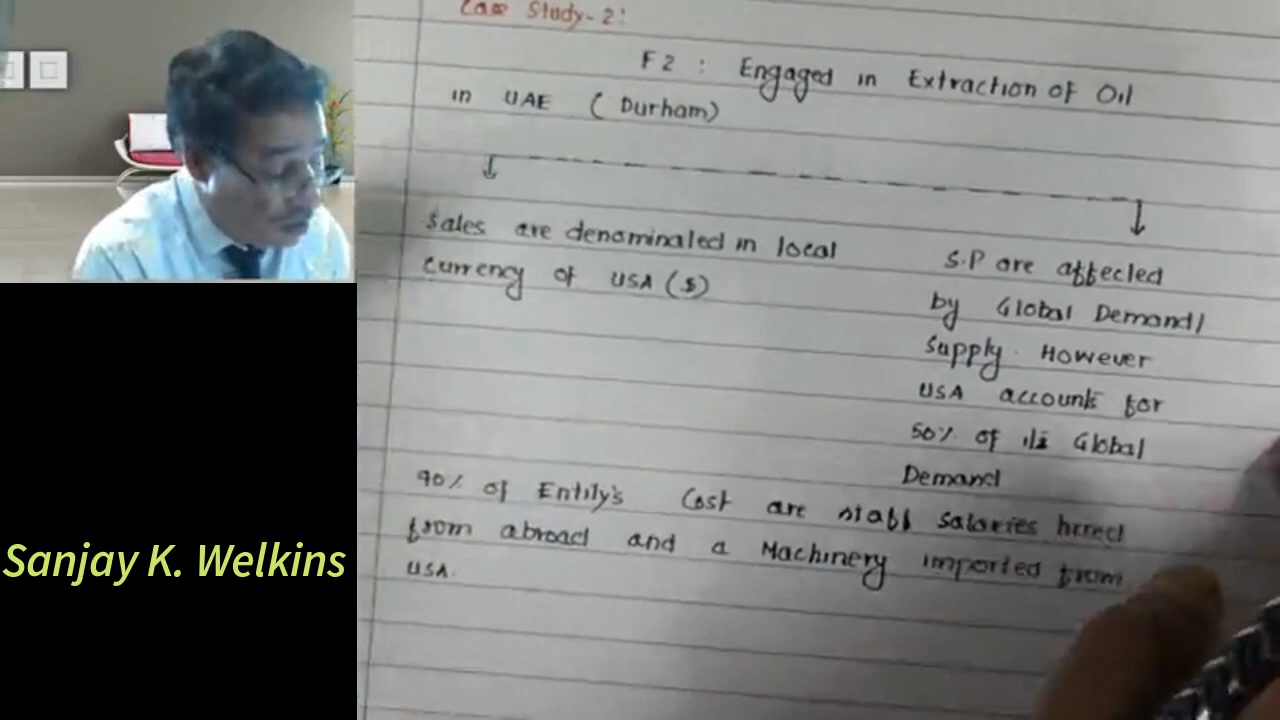 Case Study-2:
F2 : Engaged in Extraction of Oil
in UAE (Durham)
Sales are denominated in local
currency of USA ($)
S.P are affected
by Global Demand/
Supply. However
USA accounts for
50% of its Global
Demand
90% of Entity's Cost are staff salaries hired
from abroad and a Machinery imported from
USA.
Sanjay K. Welkins